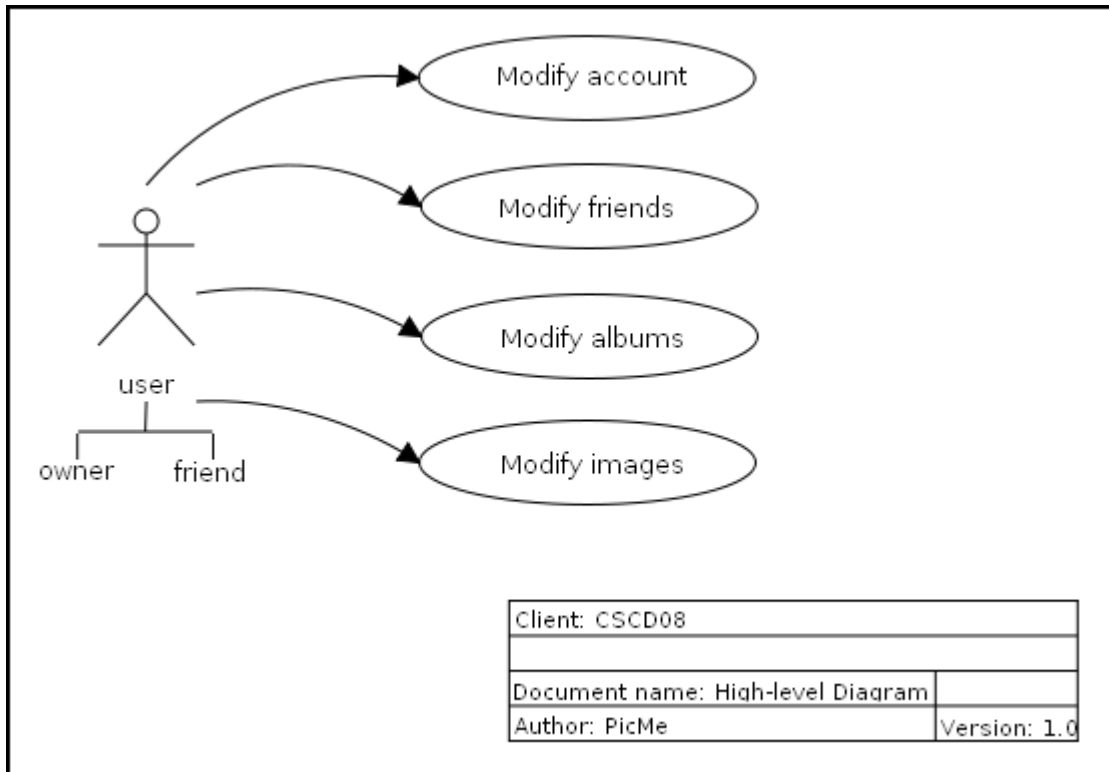 Modify account
Modify friends
Modify albums
user
Modify images
owner
friend
Client: CSCD08
Document name: High-level Diagram
Author: PicMe
Version: 1.0